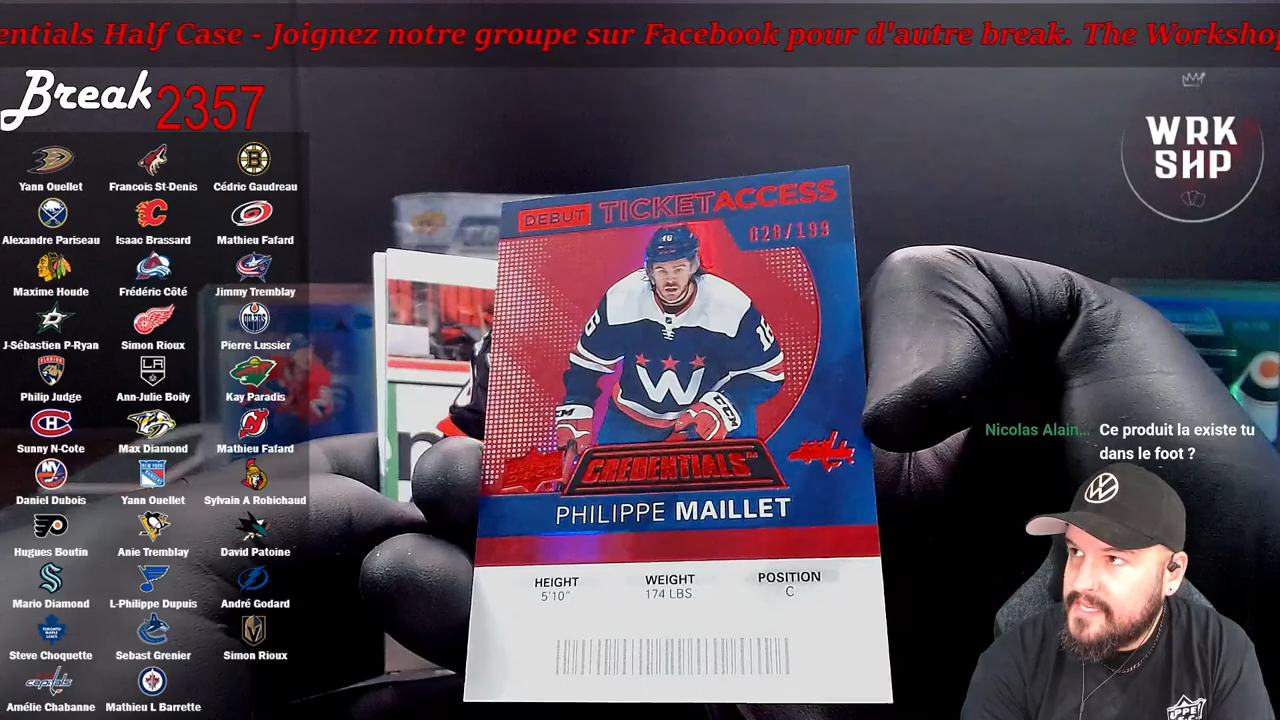 entials Half Case - Joignez notre groupe sur Facebook pour d'autre break. The Workshop
Break 2357
WRK
SHP
Yann Ouellet Francois St-Denis Cédric Gaudreau
Alexandre Pariseau Isaac Brassard Mathieu Fafard
Maxime Houde Frédéric Côté Jimmy Tremblay
J-Sébastien P-Ryan Simon Rioux Pierre Lussier
Philip Judge Ann-Julie Boily Kay Paradis
Sunny N-Cote Max Diamond Mathieu Fafard
Daniel Dubois Yann Ouellet Sylvain A Robichaud
Hugues Boutin Anie Tremblay David Patoine
Mario Diamond L-Philippe Dupuis André Godard
Steve Choquette Sebast Grenier Simon Rioux
Amélie Chabanne Mathieu L Barrette
DEBUT TICKETACCESS
028/199
16
W
CCM
CREDENTIALS™
PHILIPPE MAILLET
HEIGHT WEIGHT POSITION
5'10" 174 LBS C
Nicolas Alain... Ce produit la existe tu
dans le foot ?